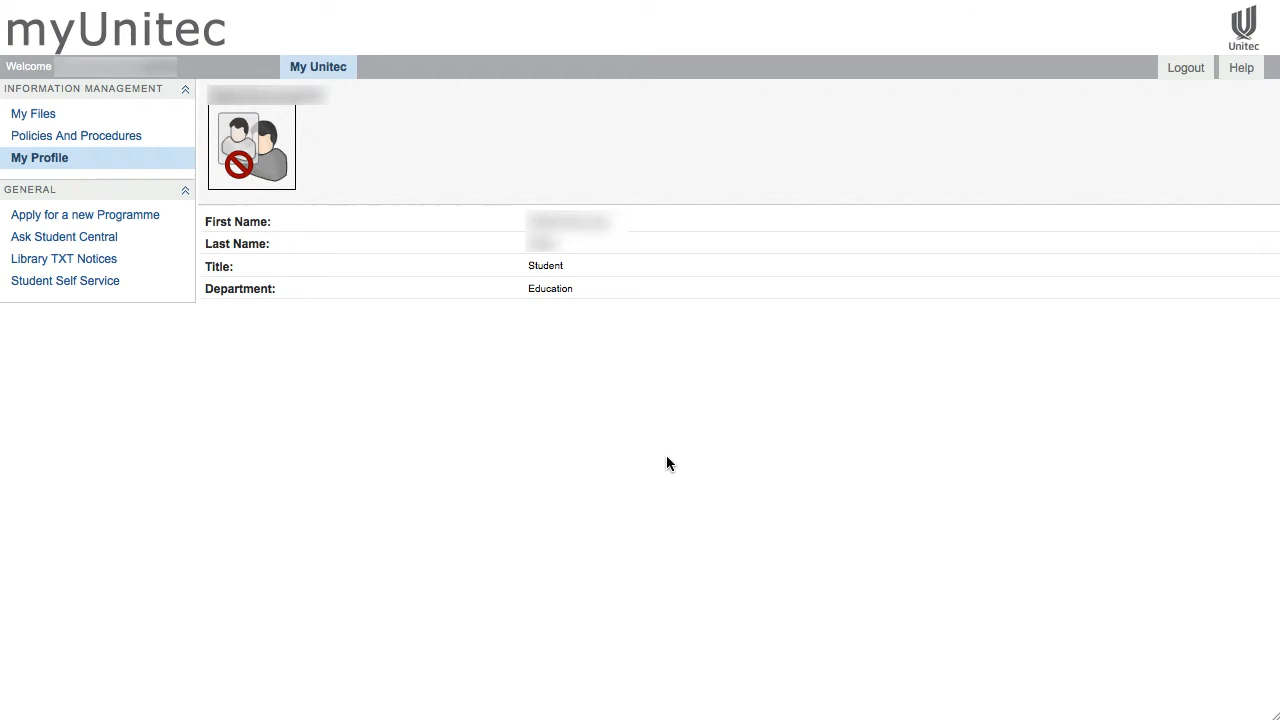 myUnitec
Unitec
Welcome
My Unitec
Logout
Help
INFORMATION MANAGEMENT
My Files
Policies And Procedures
My Profile
GENERAL
Apply for a new Programme
Ask Student Central
Library TXT Notices
Student Self Service
First Name:
Last Name:
Title: Student
Department: Education